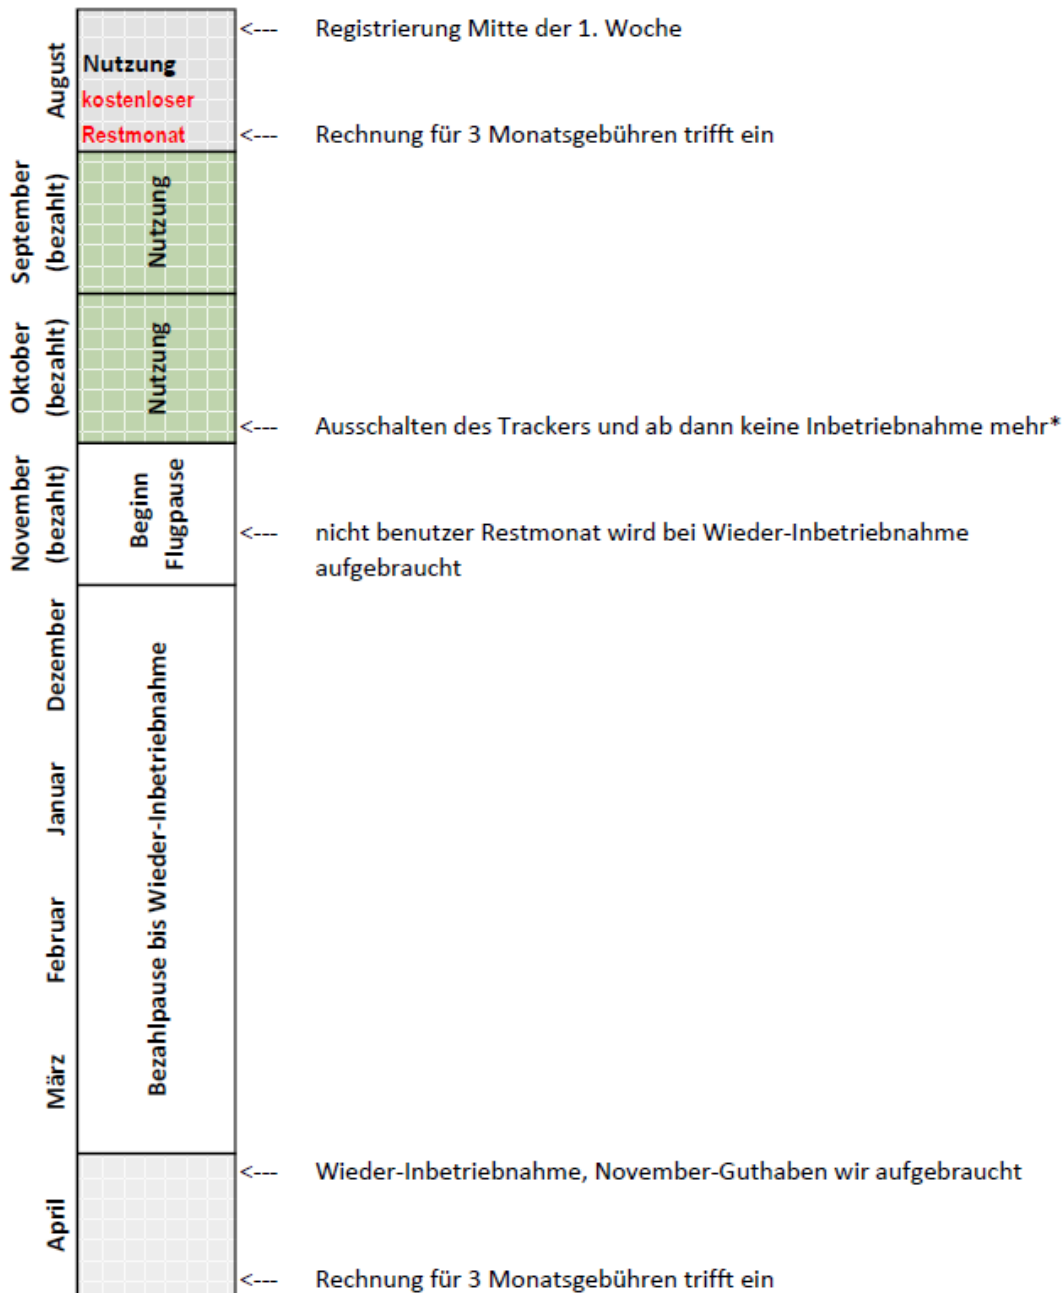 <--- Registrierung Mitte der 1. Woche
August
Nutzung
kostenloser
Restmonat
<--- Rechnung für 3 Monatsgebühren trifft ein
September
(bezahlt)
Nutzung
Oktober
(bezahlt)
Nutzung
<--- Ausschalten des Trackers und ab dann keine Inbetriebnahme mehr*
November
(bezahlt)
Beginn
Flugpause
<--- nicht benutzer Restmonat wird bei Wieder-Inbetriebnahme
aufgebraucht
Dezember
Januar
Februar
März
Bezahlpause bis Wieder-Inbetriebnahme
<--- Wieder-Inbetriebnahme, November-Guthaben wir aufgebraucht
April
<--- Rechnung für 3 Monatsgebühren trifft ein